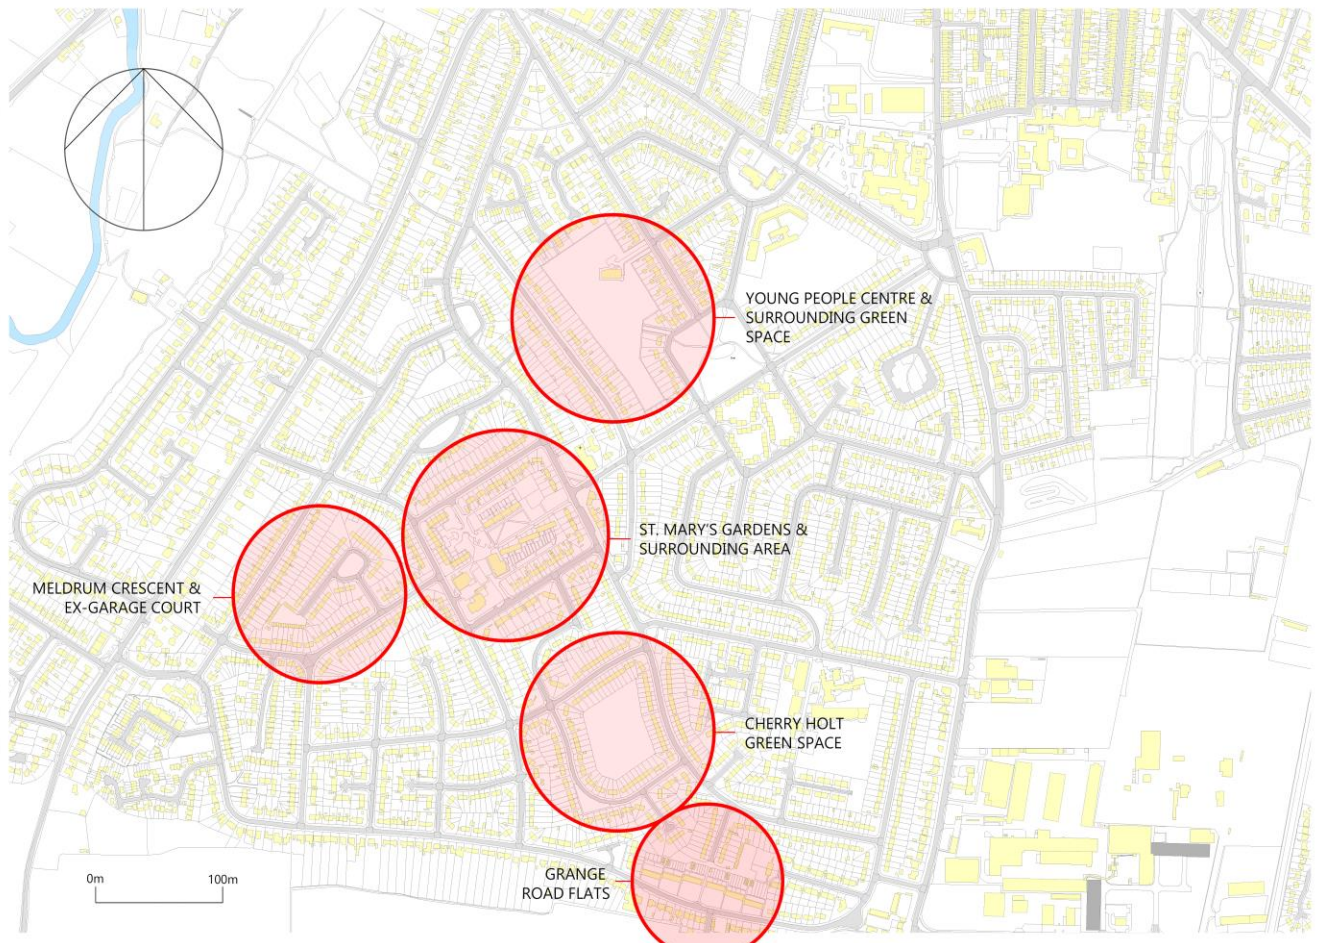 YOUNG PEOPLE CENTRE &
SURROUNDING GREEN
SPACE
ST. MARY'S GARDENS &
SURROUNDING AREA
MELDRUM CRESCENT &
EX-GARAGE COURT
CHERRY HOLT
GREEN SPACE
GRANGE
ROAD FLATS
0m
100m